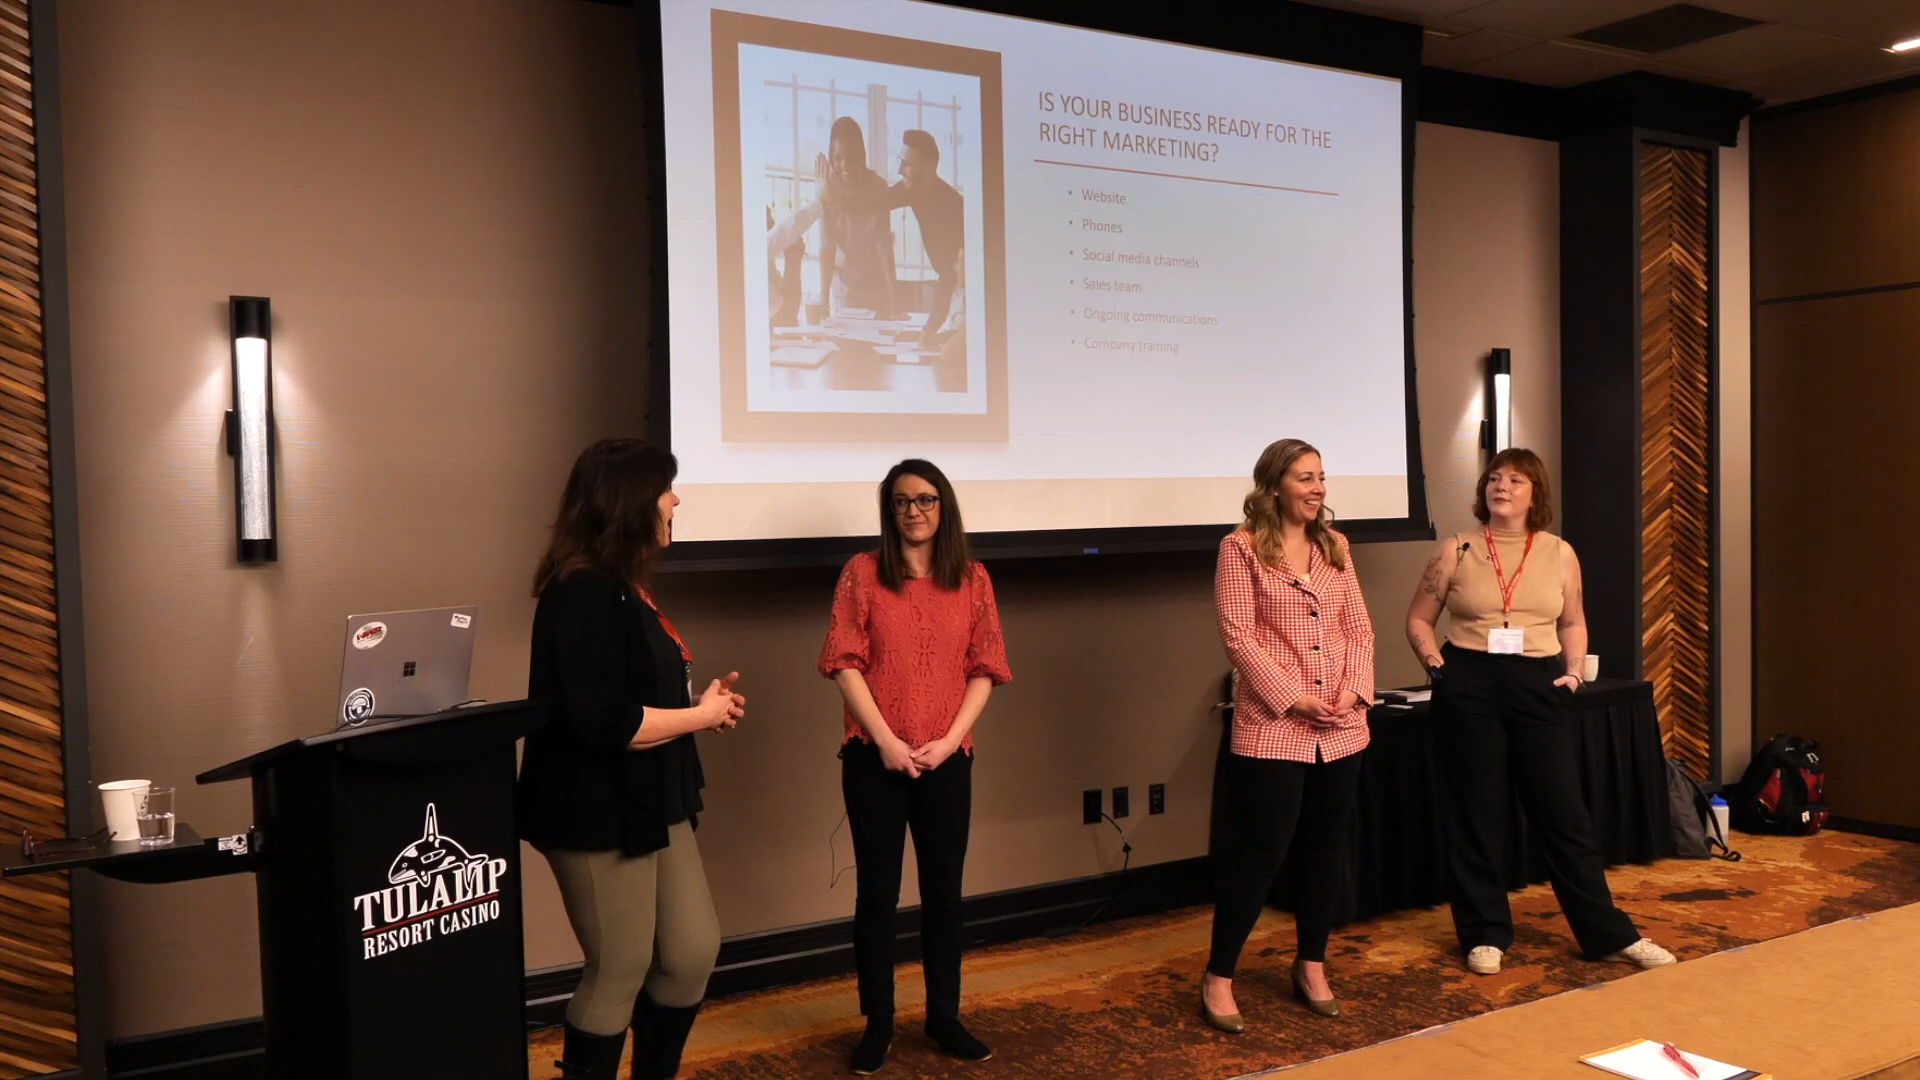 IS YOUR BUSINESS READY FOR THE
RIGHT MARKETING?
• Website
• Phones
• Social media channels
• Sales team
• Ongoing communications
• Company training
TULALIP
RESORT CASINO